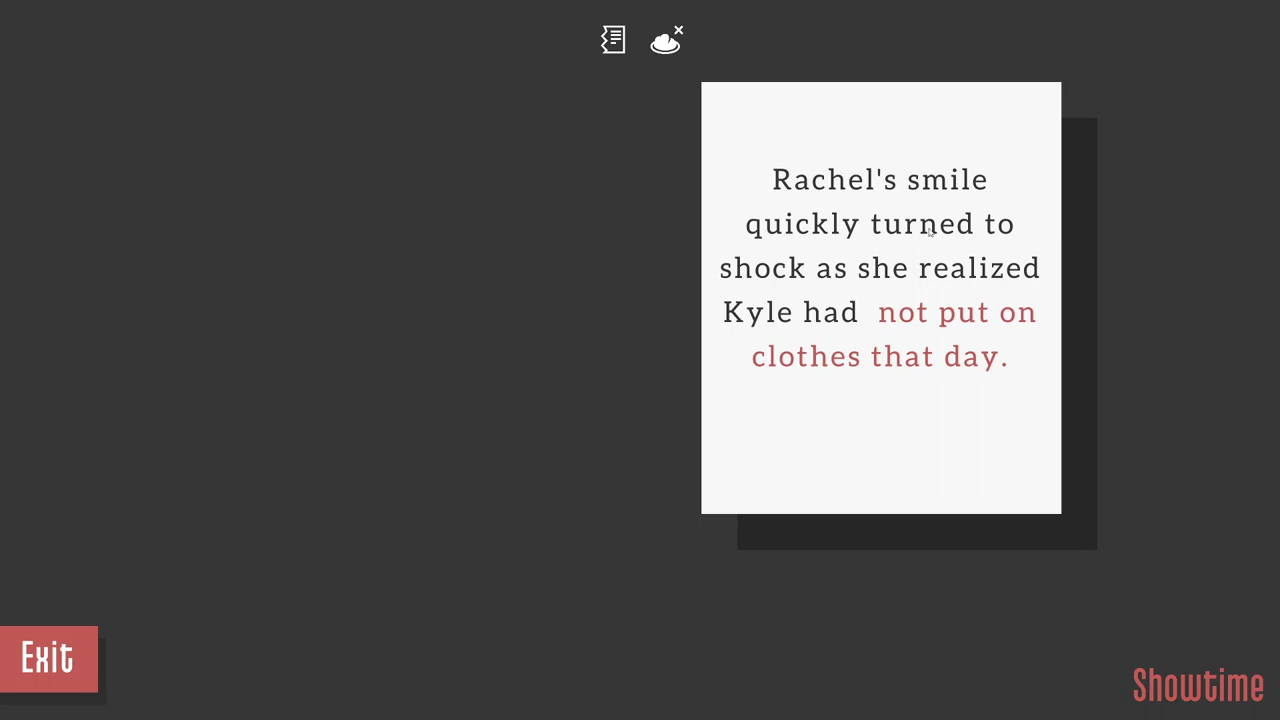 Rachel's smile
quickly turned to
shock as she realized
Kyle had not put on
clothes that day.
Exit
Showtime